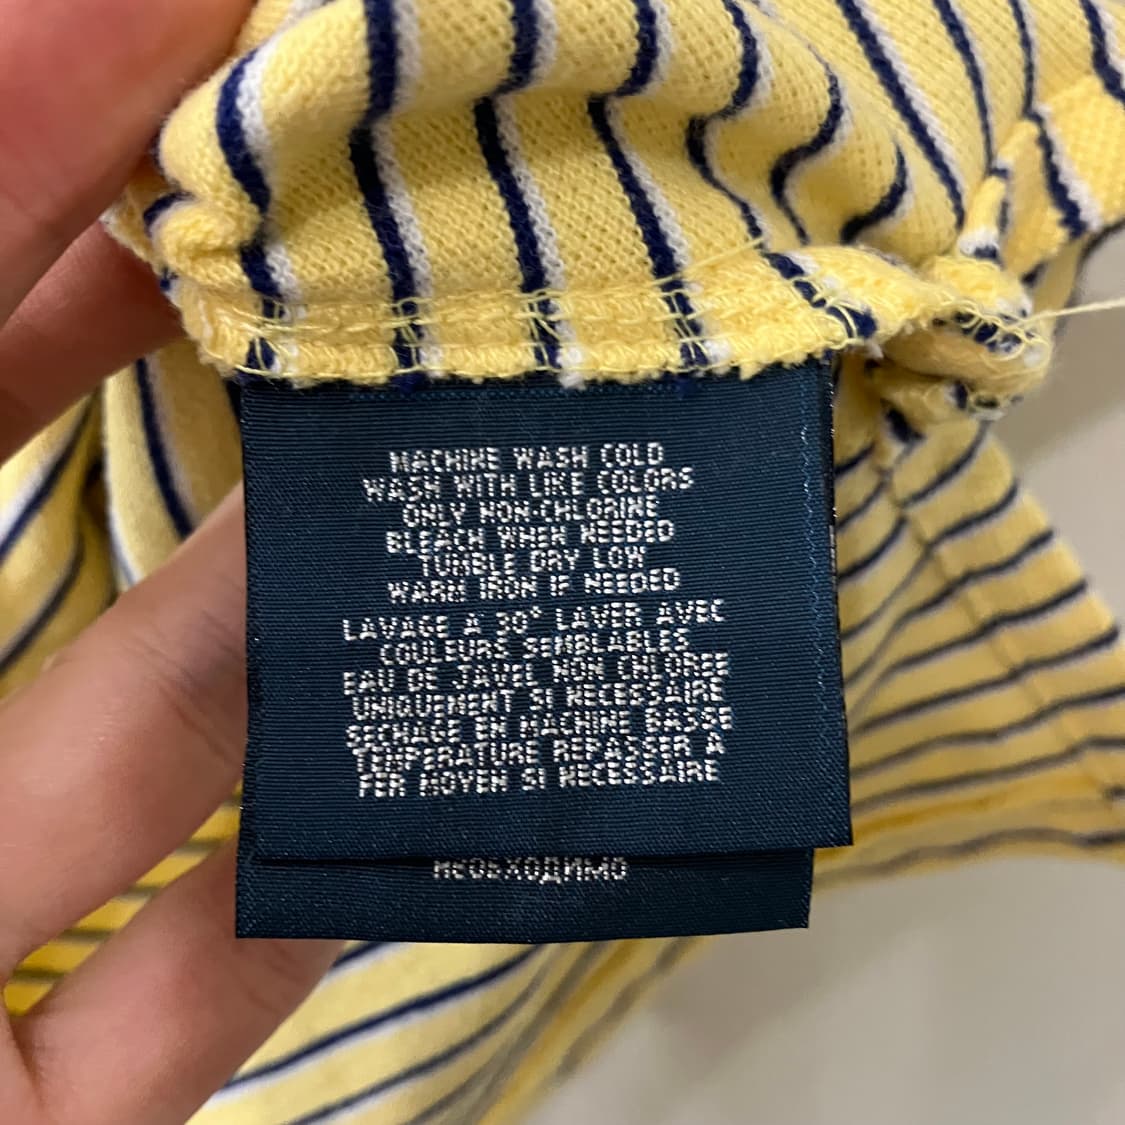 MACHINE WASH COLD
WASH WITH LIKE COLORS
ONLY NON-CHLORINE
BLEACH WHEN NEEDED
TUMBLE DRY LOW
WARM IRON IF NEEDED
LAVAGE A 30° LAVER AVEC
COULEURS SEMBLABLES
EAU DE JAVEL NON CHLOREE
UNIQUEMENT SI NECESSAIRE
SECHAGE EN MACHINE BASSE
TEMPERATURE REPASSER A
FER MOYEN SI NECESSAIRE
НЕОБХОДИМО